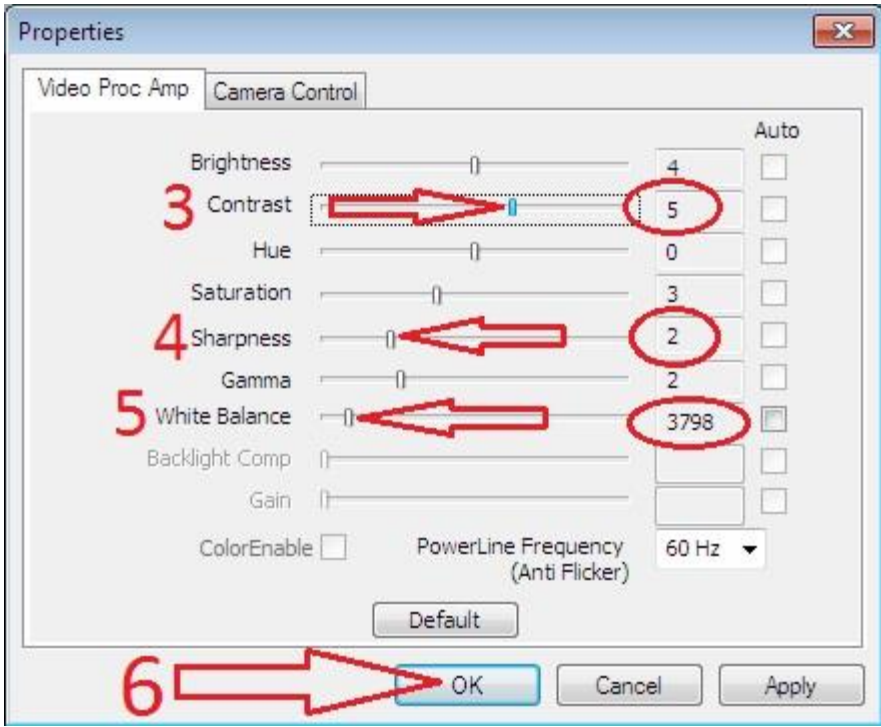 Properties
Video Proc Amp Camera Control
Auto
Brightness 4
3 Contrast 5
Hue 0
Saturation 3
4 Sharpness 2
Gamma 2
5 White Balance 3798
Backlight Comp
Gain
ColorEnable PowerLine Frequency 60 Hz
(Anti Flicker)
Default
6 OK Cancel Apply